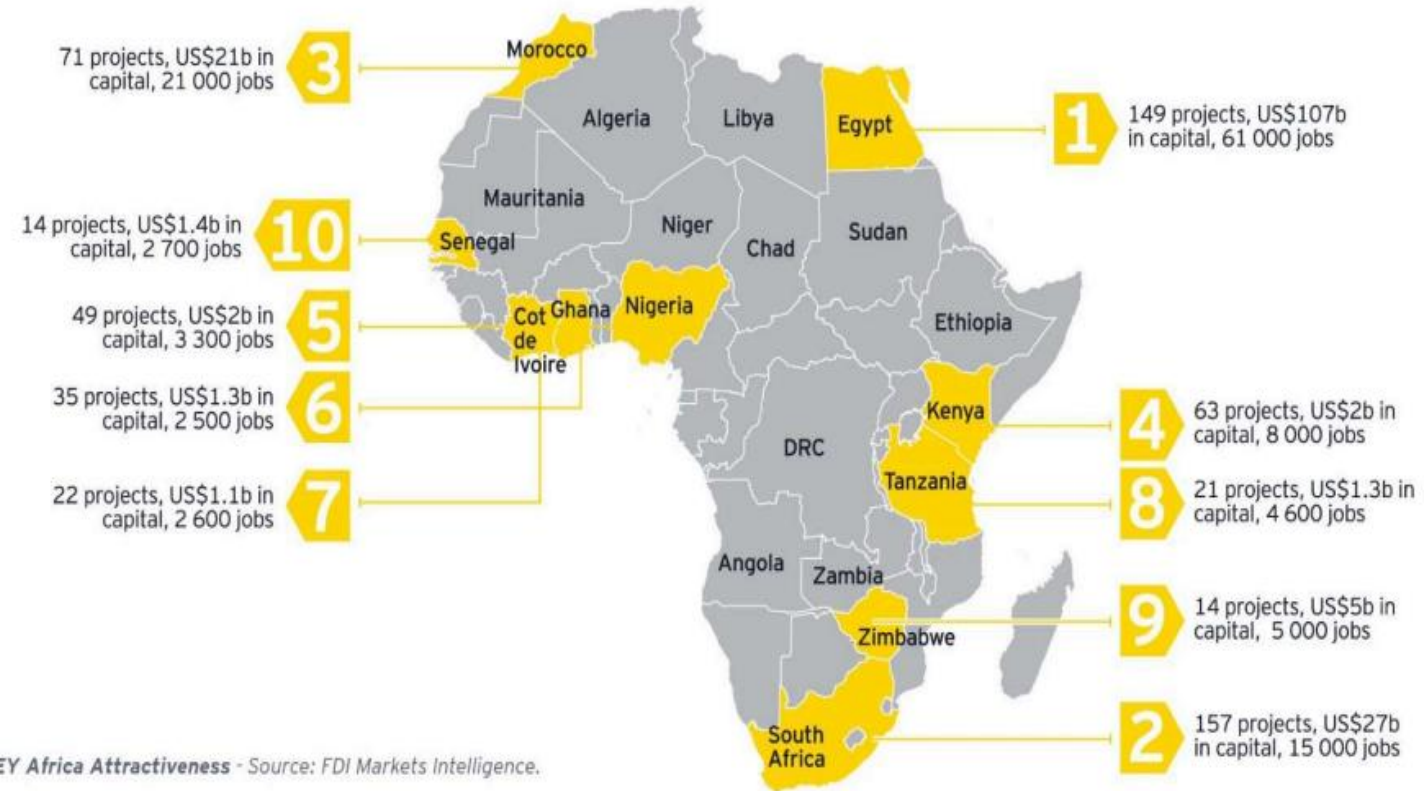 71 projects, US$21b in
capital, 21 000 jobs
3
Morocco
Algeria
Libya
Egypt
1
149 projects, US$107b
in capital, 61 000 jobs
Mauritania
Niger
Chad
Sudan
14 projects, US$1.4b in
capital, 2 700 jobs
10
Senegal
49 projects, US$2b in
capital, 3 300 jobs
5
Cot
de
Ivoire
Ghana
Nigeria
Ethiopia
35 projects, US$1.3b in
capital, 2 500 jobs
6
Kenya
4
63 projects, US$2b in
capital, 8 000 jobs
DRC
22 projects, US$1.1b in
capital, 2 600 jobs
7
Tanzania
8
21 projects, US$1.3b in
capital, 4 600 jobs
Angola
Zambia
Zimbabwe
9
14 projects, US$5b in
capital, 5 000 jobs
South
Africa
2
157 projects, US$27b
in capital, 15 000 jobs
EY Africa Attractiveness - Source: FDI Markets Intelligence.